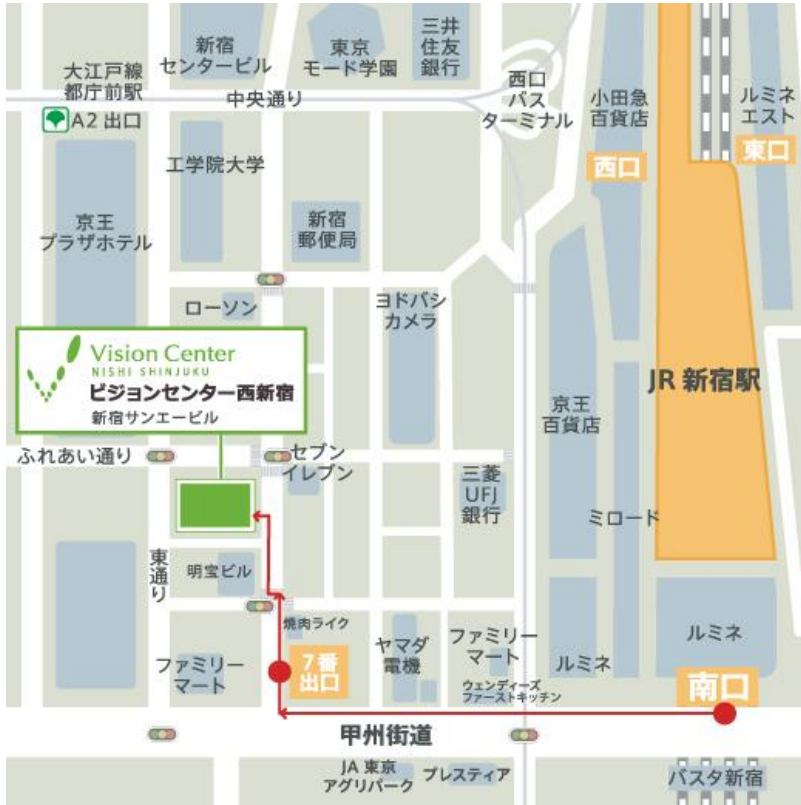 新宿
センタービル
東京
モード学園
三井
住友
銀行
大江戸線
都庁前駅
A2 出口
中央通り
西口
バス
ターミナル
小田急
百貨店
ルミネ
エスト
東口
西口
工学院大学
京王
プラザホテル
新宿
郵便局
ローソン
ヨドバシ
カメラ
Vision Center
NISHI SHINJUKU
ビジョンセンター西新宿
新宿サンエービル
JR 新宿駅
京王
百貨店
ふれあい通り
セブン
イレブン
三菱
UFJ
銀行
ミロード
東通り
明宝ビル
焼肉ライク
7番
出口
ファミリー
マート
ヤマダ
電機
ファミリー
マート
ウェンディーズ
ファーストキッチン
ルミネ
ルミネ
南口
甲州街道
JA 東京
アグリパーク
プレスティア
バスタ新宿